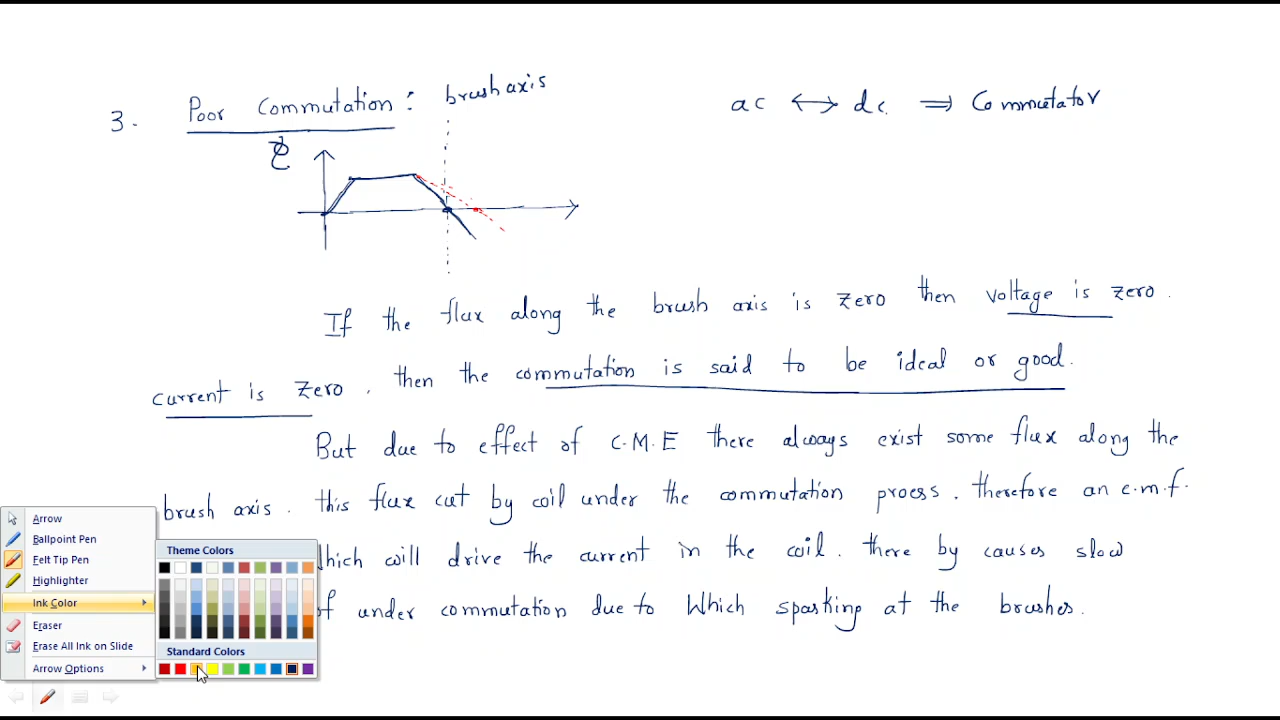 brush axis
3. Poor Commutation :
ac ↔ dc ⇒ Commutator
If the flux along the brush axis is zero then voltage is zero.
current is zero. then the commutation is said to be ideal or good.
But due to effect of C.M.E there always exist some flux along the
brush axis. this flux cut by coil under the commutation process. therefore an e.m.f.
which will drive the current in the coil. there by causes slow
of under commutation due to Which sparking at the brushes.
Arrow
Ballpoint Pen
Felt Tip Pen
Highlighter
Ink Color
Eraser
Erase All Ink on Slide
Arrow Options
Theme Colors
Standard Colors